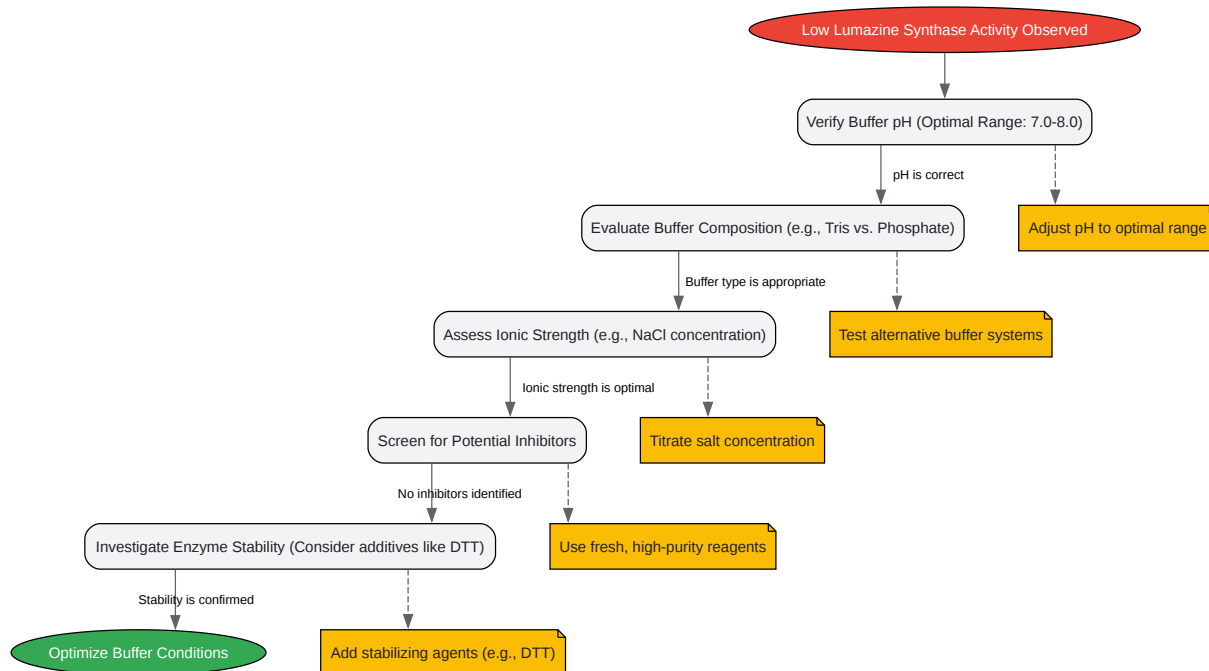 Low Lumazine Synthase Activity Observed
Verify Buffer pH (Optimal Range: 7.0-8.0)
pH is correct
Evaluate Buffer Composition (e.g., Tris vs. Phosphate)
Adjust pH to optimal range
Buffer type is appropriate
Assess Ionic Strength (e.g., NaCl concentration)
Test alternative buffer systems
Ionic strength is optimal
Screen for Potential Inhibitors
Titrate salt concentration
No inhibitors identified
Investigate Enzyme Stability (Consider additives like DTT)
Use fresh, high-purity reagents
Stability is confirmed
Optimize Buffer Conditions
Add stabilizing agents (e.g., DTT)